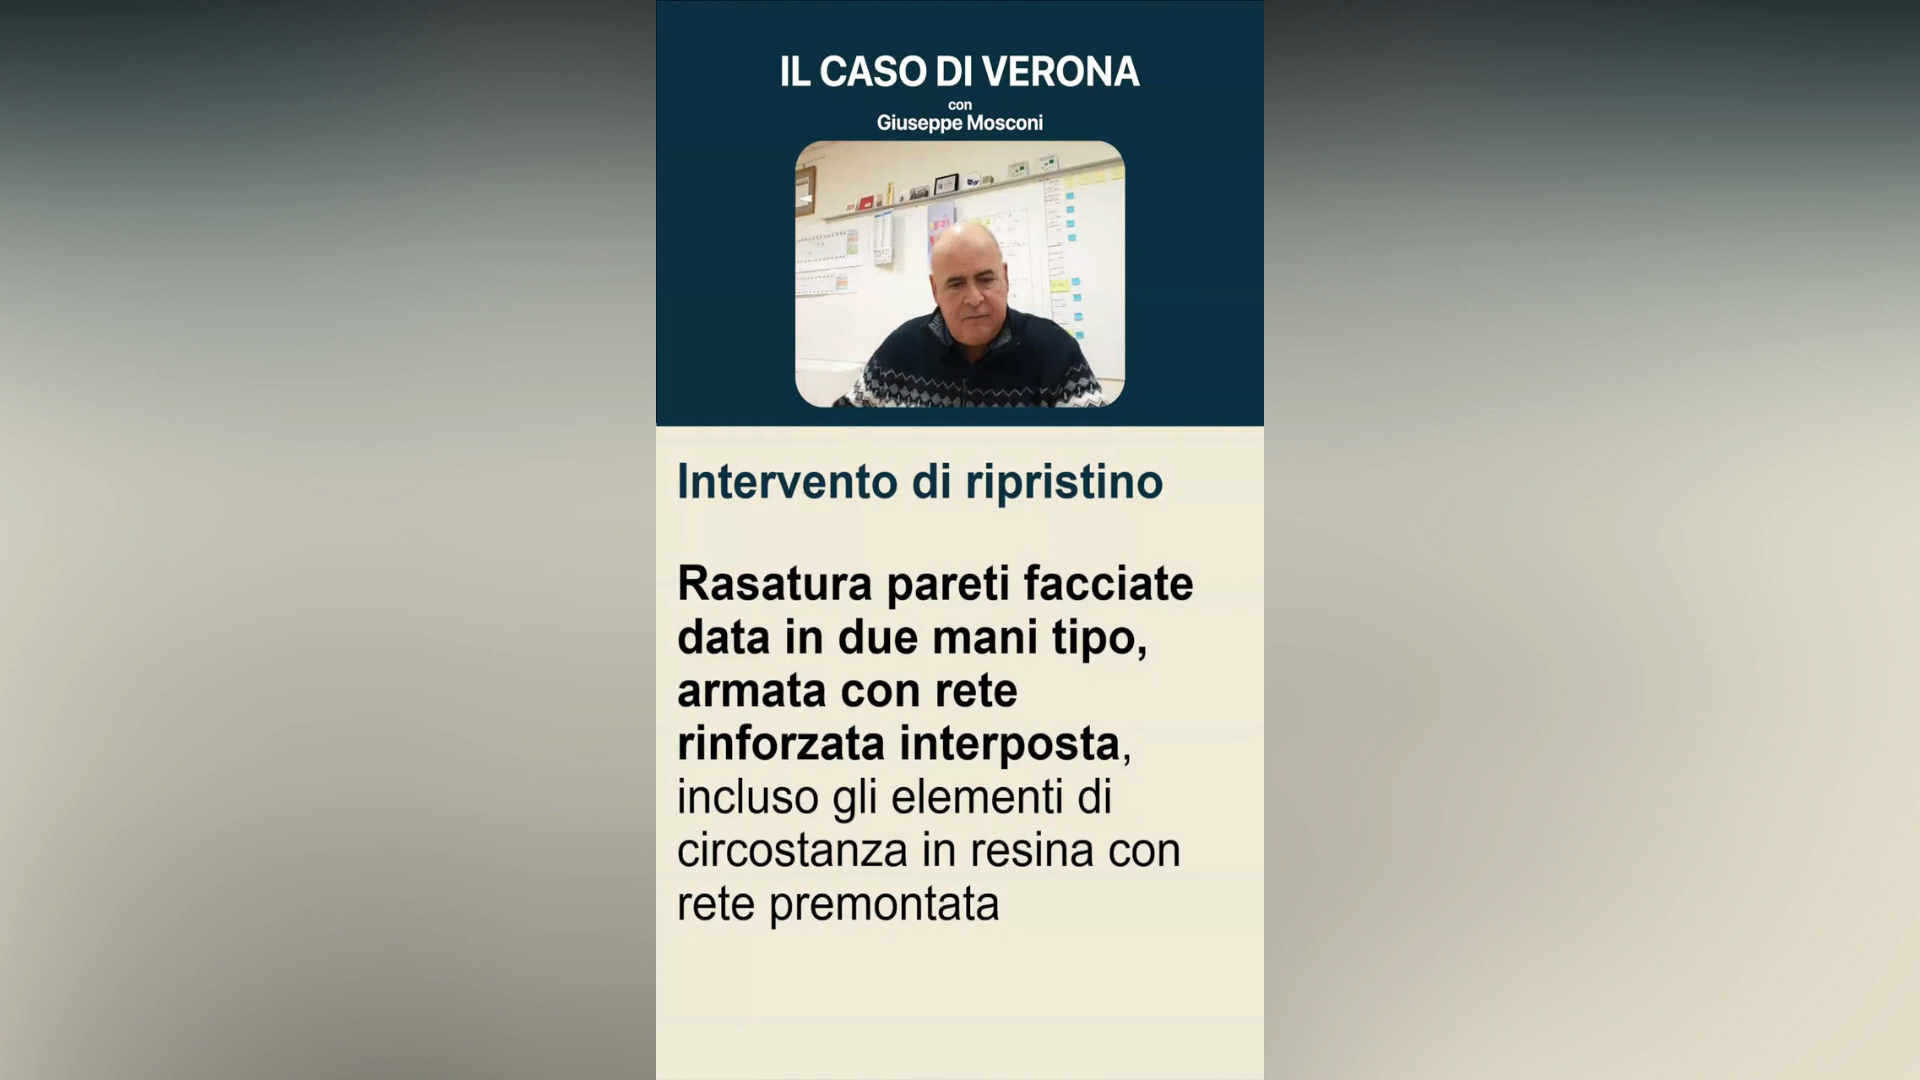 IL CASO DI VERONA
con
Giuseppe Mosconi
Intervento di ripristino
Rasatura pareti facciate
data in due mani tipo,
armata con rete
rinforzata interposta,
incluso gli elementi di
circostanza in resina con
rete premontata